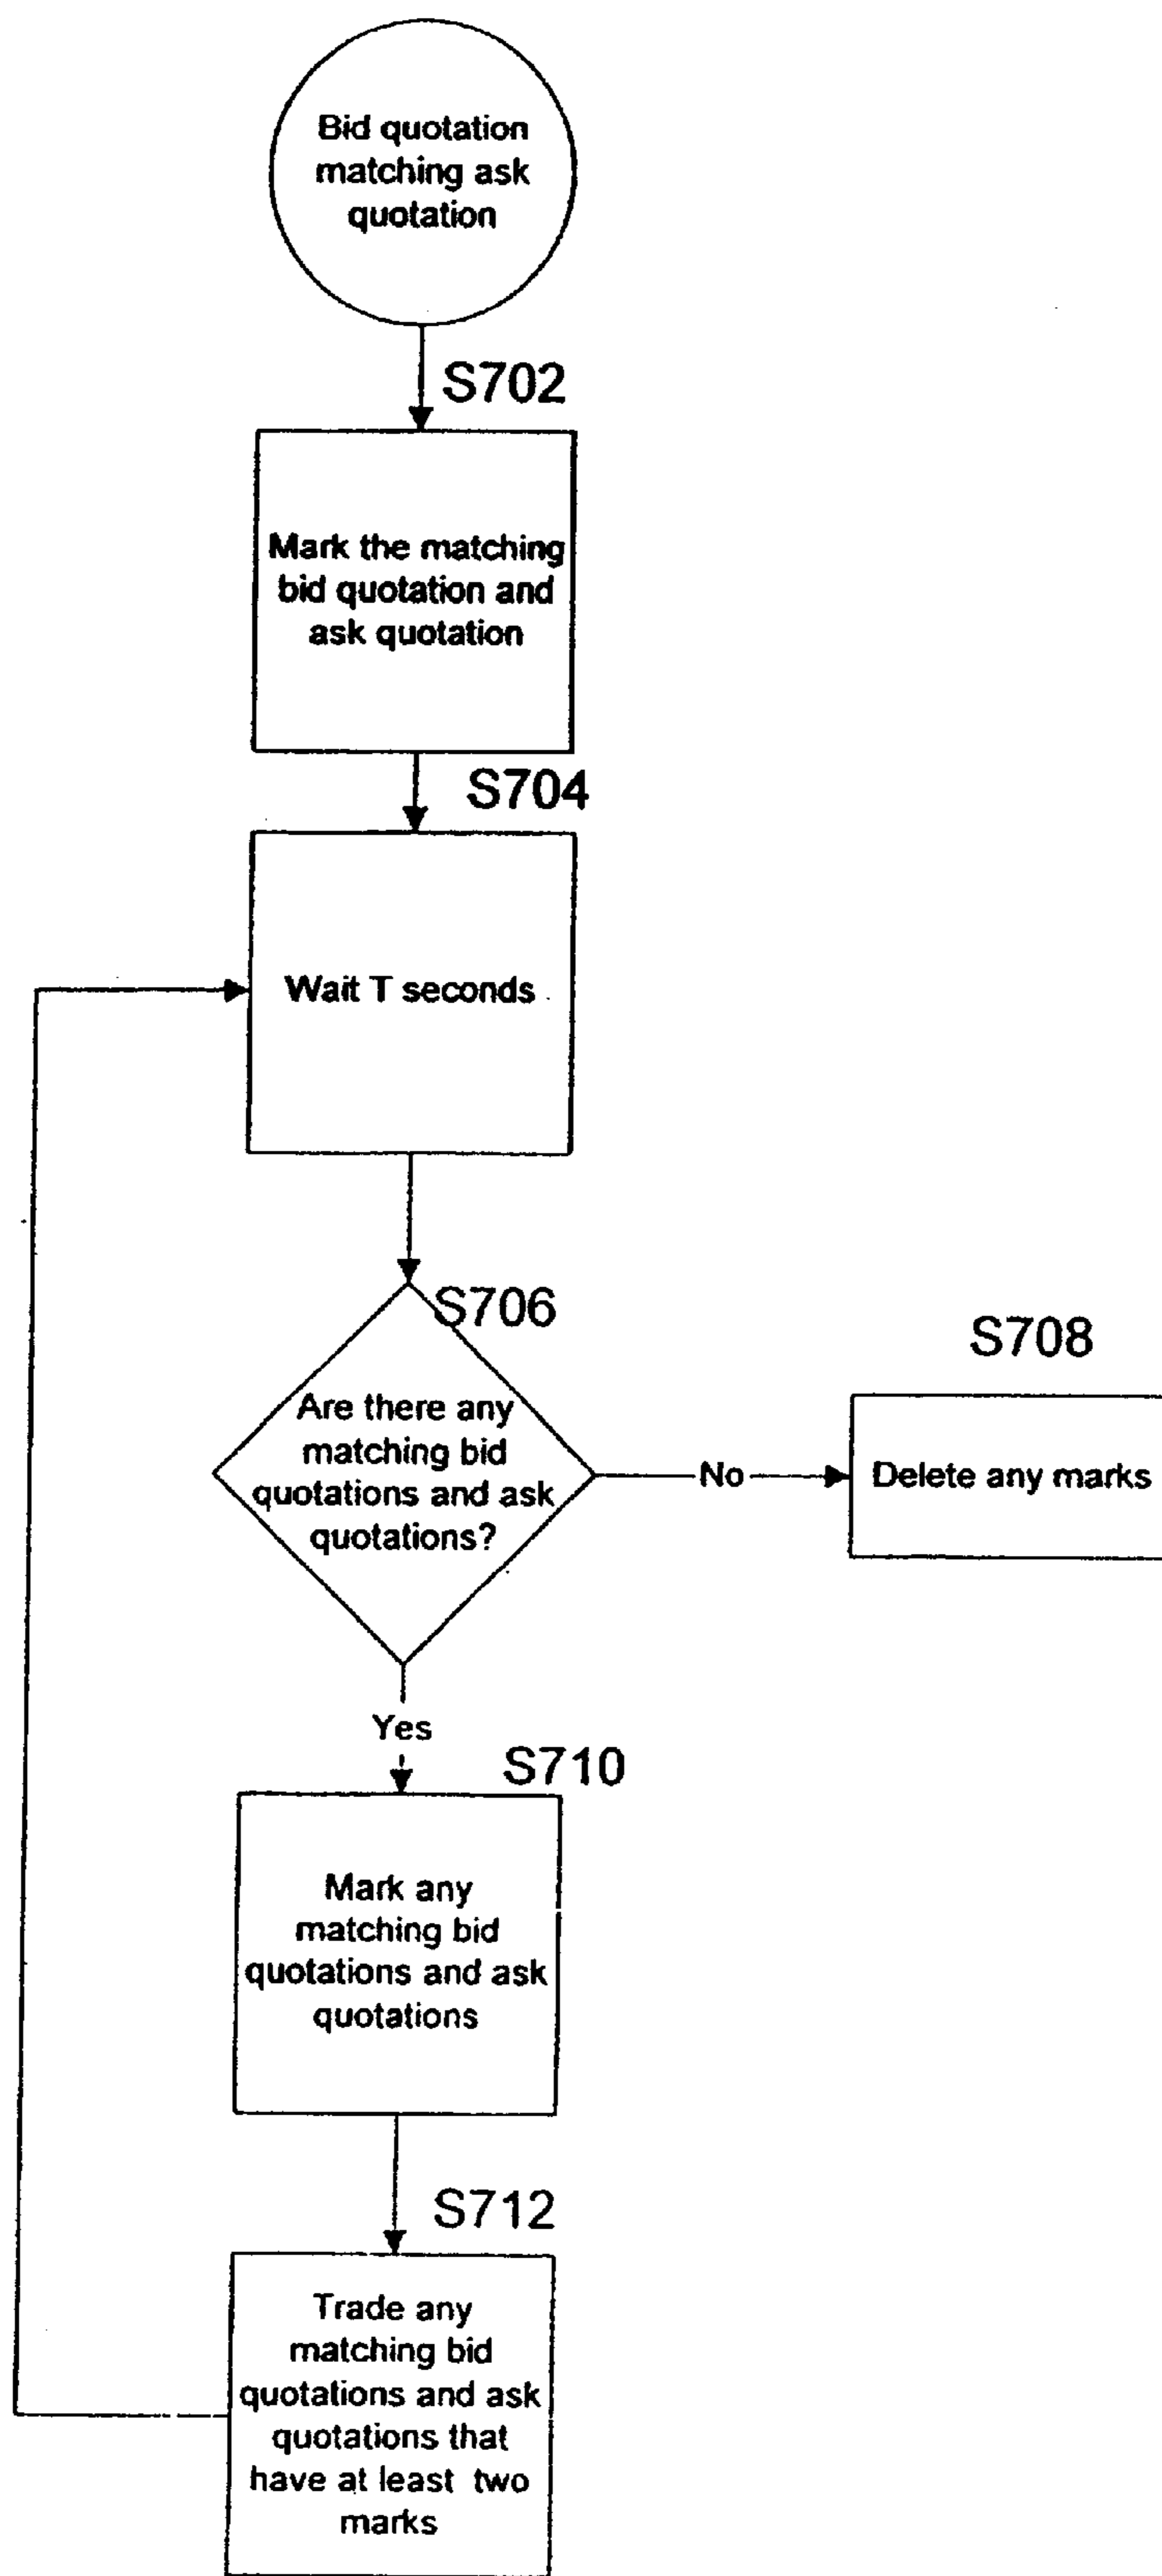 Bid quotation
matching ask
quotation
S702
Mark the matching
bid quotation and
ask quotation
S704
Wait T seconds
S706
Are there any
matching bid
quotations and ask
quotations?
No
S708
Delete any marks
Yes
S710
Mark any
matching bid
quotations and ask
quotations
S712
Trade any
matching bid
quotations and ask
quotations that
have at least two
marks